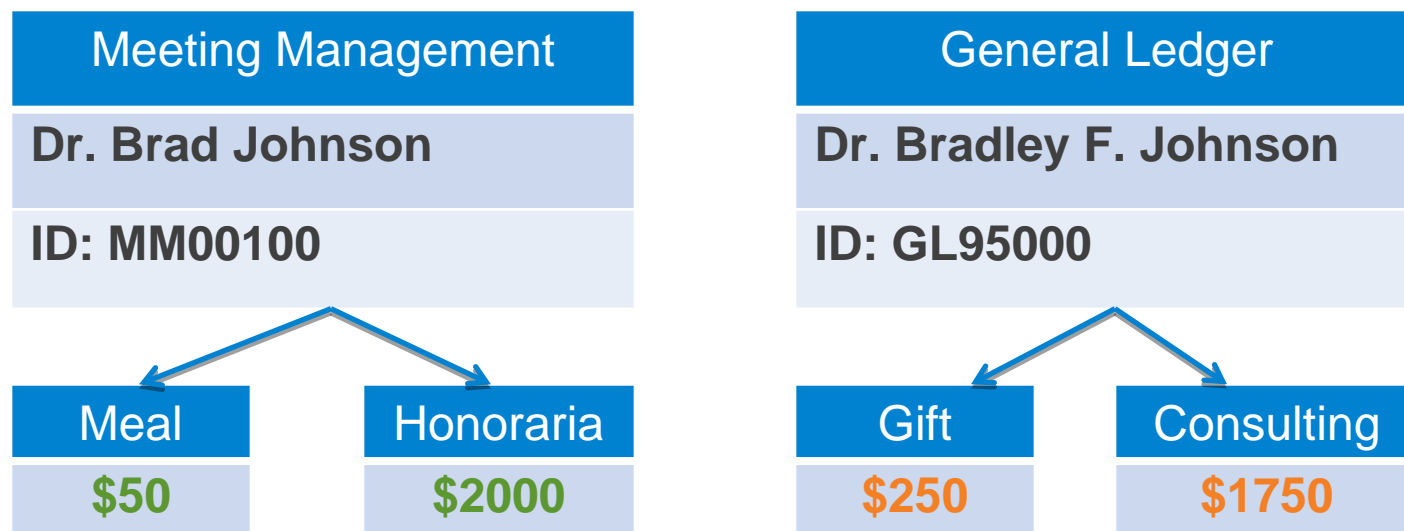 Meeting Management
Dr. Brad Johnson
ID: MM00100
Meal
$50
Honoraria
$2000
General Ledger
Dr. Bradley F. Johnson
ID: GL95000
Gift
$250
Consulting
$1750